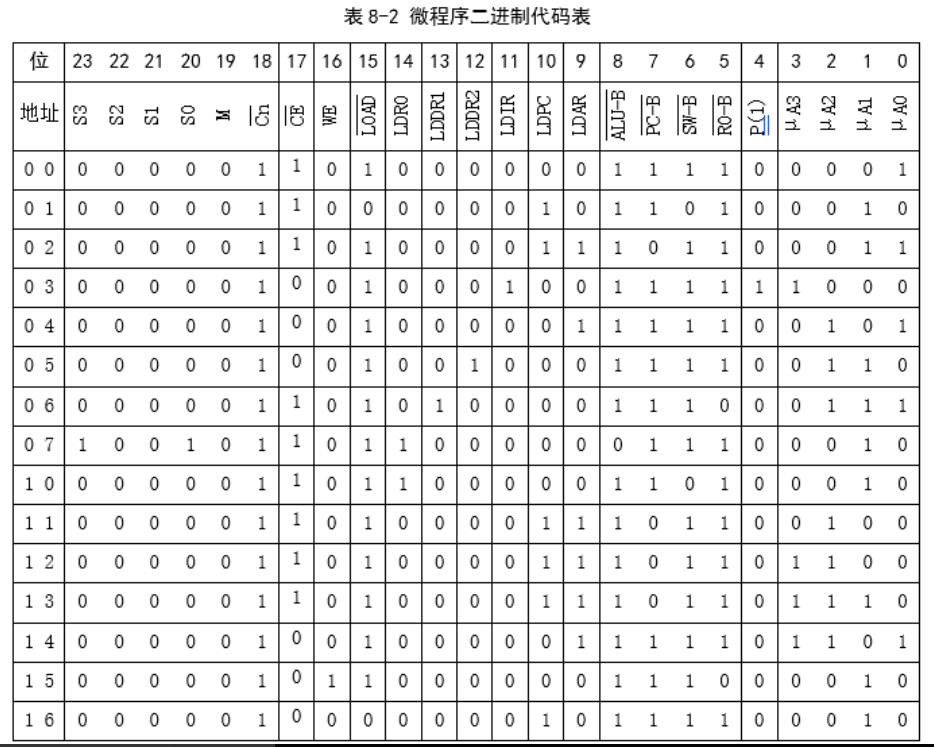 表 8-2 微程序二进制代码表
位 23 22 21 20 19 18 17 16 15 14 13 12 11 10 9 8 7 6 5 4 3 2 1 0
地址 S3 S2 S1 S0 M Cn CE WE LOAD LDR0 LDDR1 LDDR2 LDIR LDPC LDAR ALU-B PC-B SW-B R0-B P(1) μA3 μA2 μA1 μA0
0 0 0 0 0 0 0 1 1 0 1 0 0 0 0 0 0 1 1 1 1 0 0 0 0 1
0 1 0 0 0 0 0 1 1 0 0 0 0 0 0 1 0 1 1 0 1 0 0 0 1 0
0 2 0 0 0 0 0 1 1 0 1 0 0 0 0 1 1 1 0 1 1 0 0 0 1 1
0 3 0 0 0 0 0 1 0 0 1 0 0 0 1 0 0 1 1 1 1 1 1 0 0 0
0 4 0 0 0 0 0 1 0 0 1 0 0 0 0 0 1 1 1 1 1 0 0 1 0 1
0 5 0 0 0 0 0 1 0 0 1 0 0 1 0 0 0 1 1 1 1 0 0 1 1 0
0 6 0 0 0 0 0 1 1 0 1 0 1 0 0 0 0 1 1 1 0 0 0 1 1 1
0 7 1 0 0 1 0 1 1 0 1 1 0 0 0 0 0 0 1 1 1 0 0 0 1 0
1 0 0 0 0 0 0 1 1 0 1 1 0 0 0 0 0 1 1 0 1 0 0 0 1 0
1 1 0 0 0 0 0 1 1 0 1 0 0 0 0 1 1 1 0 1 1 0 0 1 0 0
1 2 0 0 0 0 0 1 1 0 1 0 0 0 0 1 1 1 0 1 1 0 1 1 0 0
1 3 0 0 0 0 0 1 1 0 1 0 0 0 0 1 1 1 0 1 1 0 1 1 1 0
1 4 0 0 0 0 0 1 0 0 1 0 0 0 0 0 1 1 1 1 1 0 1 1 0 1
1 5 0 0 0 0 0 1 0 1 1 0 0 0 0 0 0 1 1 1 0 0 0 0 1 0
1 6 0 0 0 0 0 1 0 0 0 0 0 0 0 1 0 1 1 1 1 0 0 0 1 0